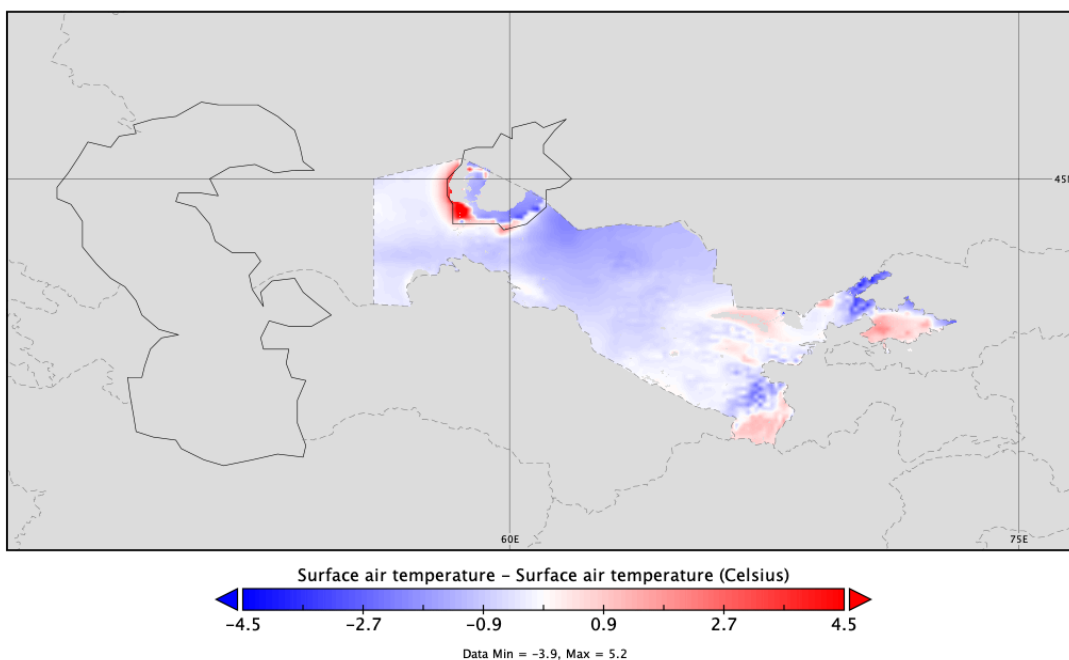 45N
60E
75E
Surface air temperature – Surface air temperature (Celsius)
−4.5 −2.7 −0.9 0.9 2.7 4.5
Data Min = −3.9, Max = 5.2